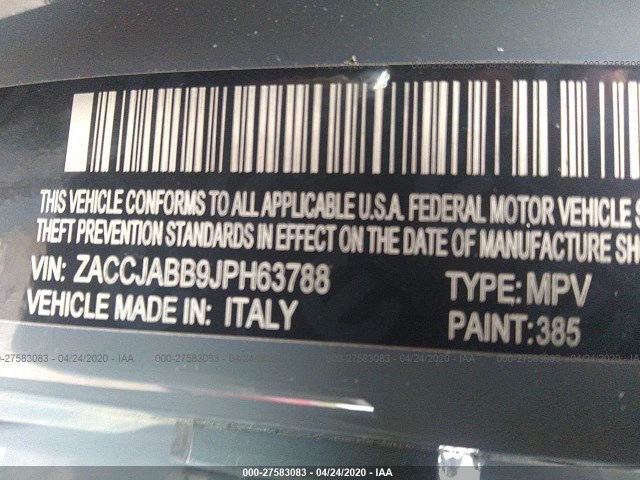 000-27583083 - 04/24/2020 - IAA
THIS VEHICLE CONFORMS TO ALL APPLICABLE U.S.A. FEDERAL MOTOR VEHICLE
THEFT PREVENTION STANDARDS IN EFFECT ON THE DATE OF MANUFACTURE
VIN: ZACCJABB9JPH63788 TYPE: MPV
VEHICLE MADE IN: ITALY PAINT: 385
000-27583083 - 04/24/2020 - IAA
000-27583083 - 04/24/2020 - IAA